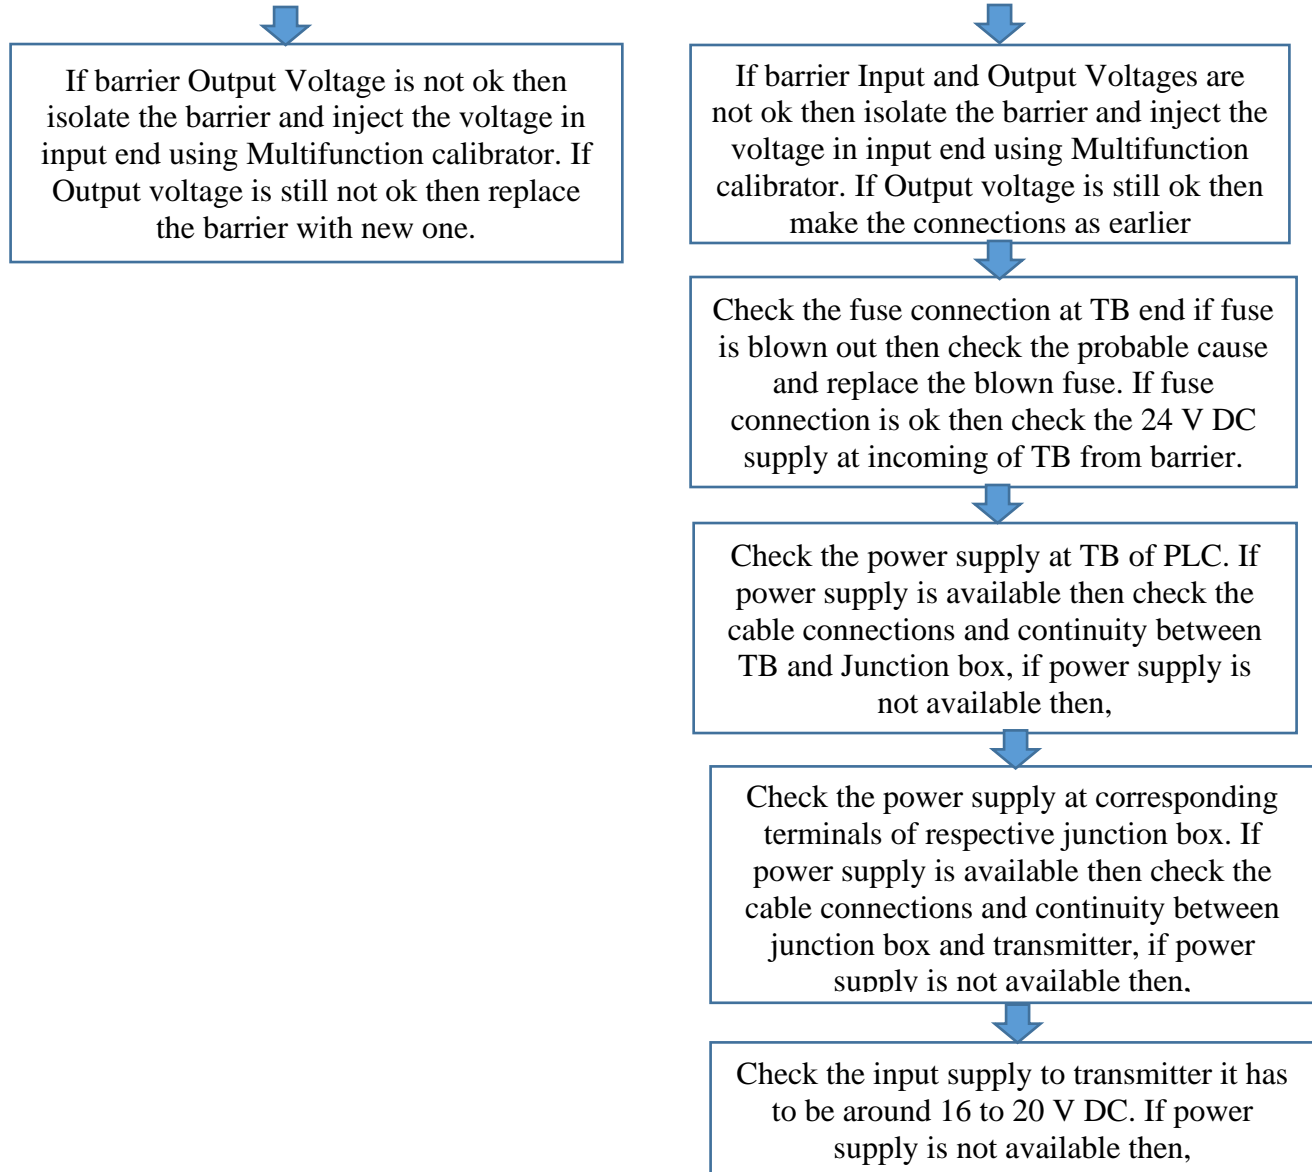 If barrier Output Voltage is not ok then
isolate the barrier and inject the voltage in
input end using Multifunction calibrator. If
Output voltage is still not ok then replace
the barrier with new one.
If barrier Input and Output Voltages are
not ok then isolate the barrier and inject the
voltage in input end using Multifunction
calibrator. If Output voltage is still ok then
make the connections as earlier
Check the fuse connection at TB end if fuse
is blown out then check the probable cause
and replace the blown fuse. If fuse
connection is ok then check the 24 V DC
supply at incoming of TB from barrier.
Check the power supply at TB of PLC. If
power supply is available then check the
cable connections and continuity between
TB and Junction box, if power supply is
not available then,
Check the power supply at corresponding
terminals of respective junction box. If
power supply is available then check the
cable connections and continuity between
junction box and transmitter, if power
supply is not available then,
Check the input supply to transmitter it has
to be around 16 to 20 V DC. If power
supply is not available then,